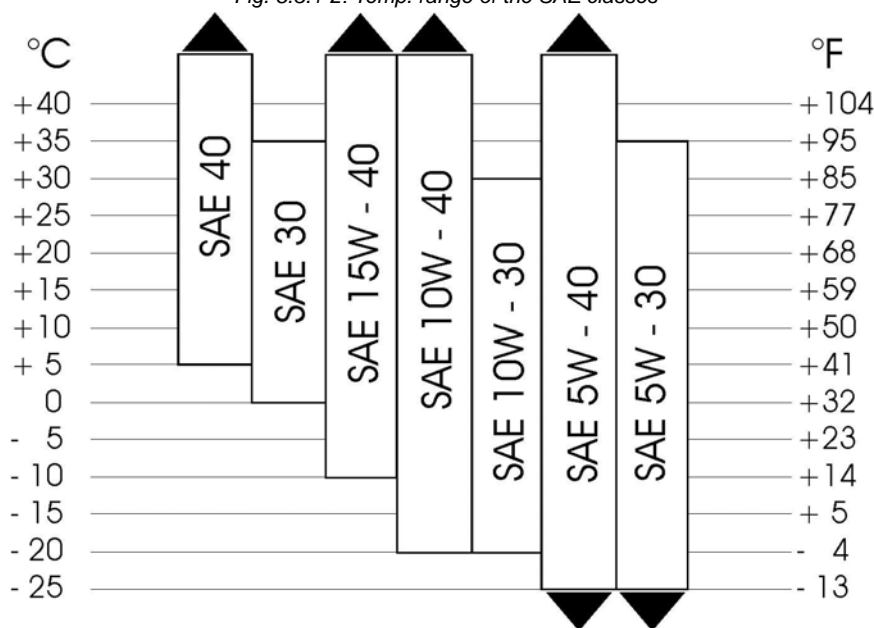 Fig. 3.3.1-2: Temp. range of the SAE classes
°C
°F
+40
+104
+35
+95
+30
+85
+25
+77
+20
+68
+15
+59
+10
+50
+ 5
+41
0
+32
- 5
+23
- 10
+14
- 15
+ 5
- 20
- 4
- 25
- 13
SAE 40
SAE 30
SAE 15W - 40
SAE 10W - 40
SAE 10W - 30
SAE 5W - 40
SAE 5W - 30